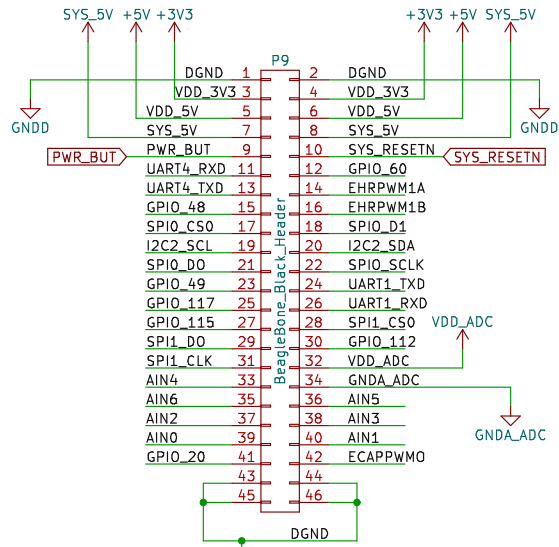 SYS_5V +5V +3V3 +3V3 +5V SYS_5V
P9
DGND 1 2 DGND
VDD_3V3 3 4 VDD_3V3
VDD_5V 5 6 VDD_5V
GNDD GNDD
SYS_5V 7 8 SYS_5V
PWR_BUT PWR_BUT 9 10 SYS_RESETN SYS_RESETN
UART4_RXD 11 12 GPIO_60
UART4_TXD 13 14 EHRPWM1A
GPIO_48 15 16 EHRPWM1B
SPI0_CS0 17 18 SPIO_D1
I2C2_SCL 19 20 I2C2_SDA
SPI0_DO 21 22 SPIO_SCLK
GPIO_49 23 24 UART1_TXD
GPIO_117 25 26 UART1_RXD
GPIO_115 27 28 SPI1_CS0
VDD_ADC
SPI1_DO 29 30 GPIO_112
SPI1_CLK 31 32 VDD_ADC
AIN4 33 34 GNDA_ADC
AIN6 35 36 AIN5
AIN2 37 38 AIN3
GNDA_ADC
AIN0 39 40 AIN1
GPIO_20 41 42 ECAPPWMO
43 44
45 46
DGND
BeagleBone_Black_Header